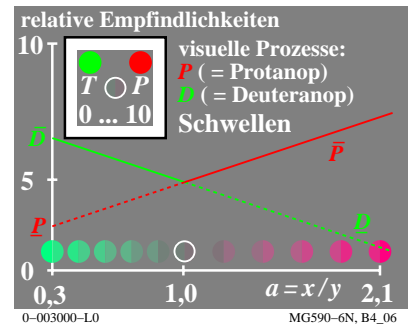 relative Empfindlichkeiten
10
visuelle Prozesse:
P ( = Protanop)
D ( = Deuteranop)
Schwellen
T P
0 ... 10
D̄
P̄
5
P̲
D̲
0
a = x / y
0,3 1,0 2,1
0-003000-L0
MG590-6N, B4_06